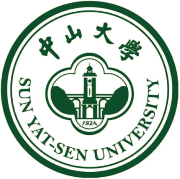 中山大學
1924
SUN YAT-SEN UNIVERSITY